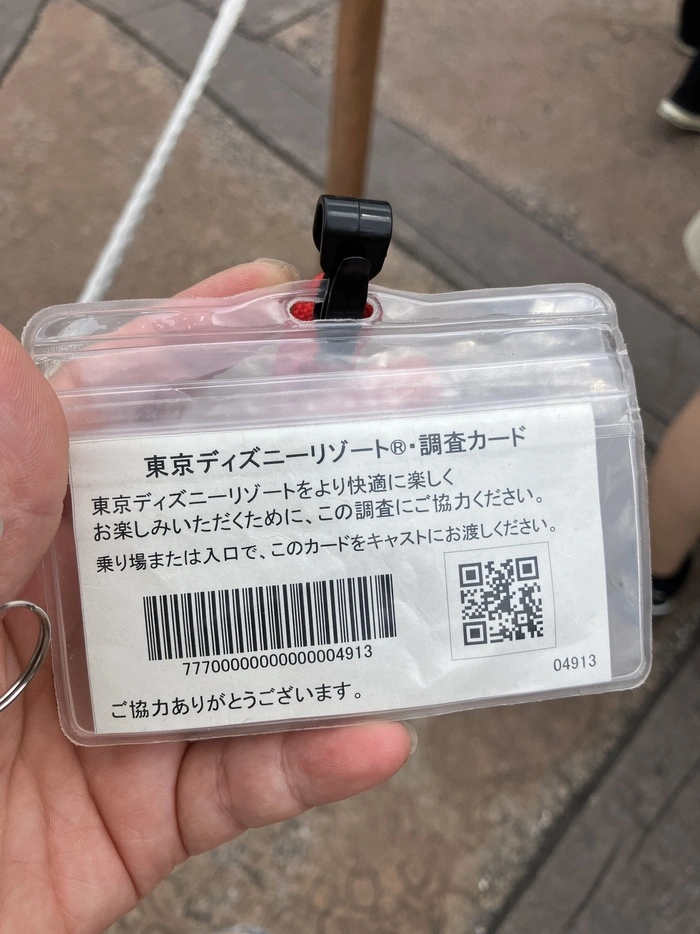 東京ディズニーリゾート®・調査カード
東京ディズニーリゾートをより快適に楽しく
お楽しみいただくために、この調査にご協力ください。
乗り場または入口で、このカードをキャストにお渡しください。
77700000000000004913
04913
ご協力ありがとうございます。